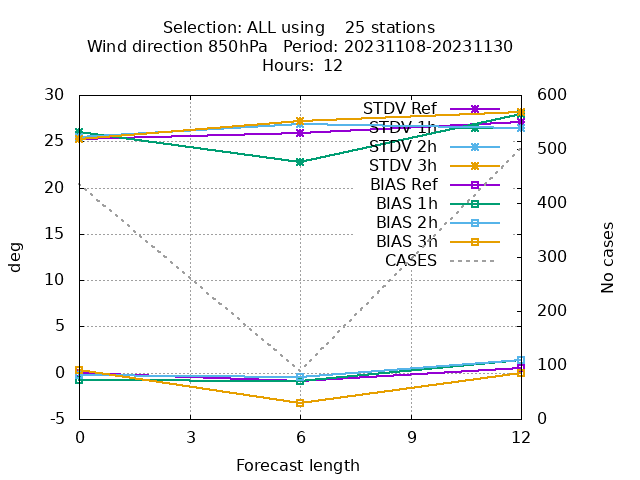 Selection: ALL using    25 stations
Wind direction 850hPa   Period: 20231108-20231130
Hours:  12
30
25
20
15
10
5
0
-5
600
500
400
300
200
100
0
STDV Ref
STDV 1h
STDV 2h
STDV 3h
BIAS Ref
BIAS 1h
BIAS 2h
BIAS 3h
CASES
deg
No cases
0 3 6 9 12
Forecast length